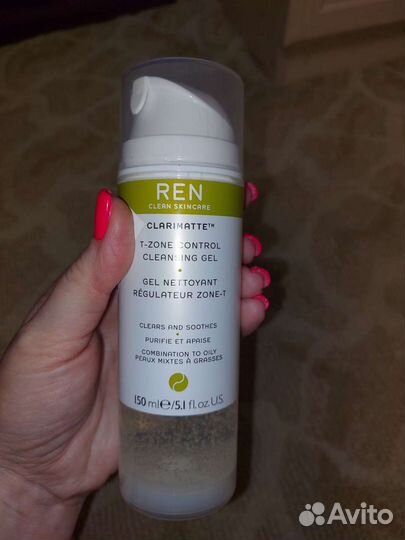 REN
CLEAN SKINCARE
CLARIMATTE™
T-ZONE CONTROL
CLEANSING GEL
•
GEL NETTOYANT
RÉGULATEUR ZONE-T
CLEARS AND SOOTHES
•
PURIFIE ET APAISE
COMBINATION TO OILY
PEAUX MIXTES À GRASSES
150 ml℮/5.1 fl.oz.U.S.
Avito